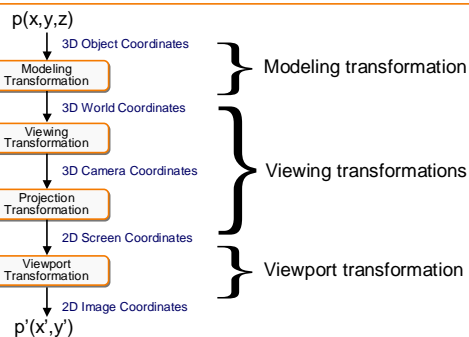 p(x,y,z)
3D Object Coordinates
Modeling
Transformation
Modeling transformation
3D World Coordinates
Viewing
Transformation
3D Camera Coordinates
Viewing transformations
Projection
Transformation
2D Screen Coordinates
Viewport
Transformation
Viewport transformation
2D Image Coordinates
p'(x',y')